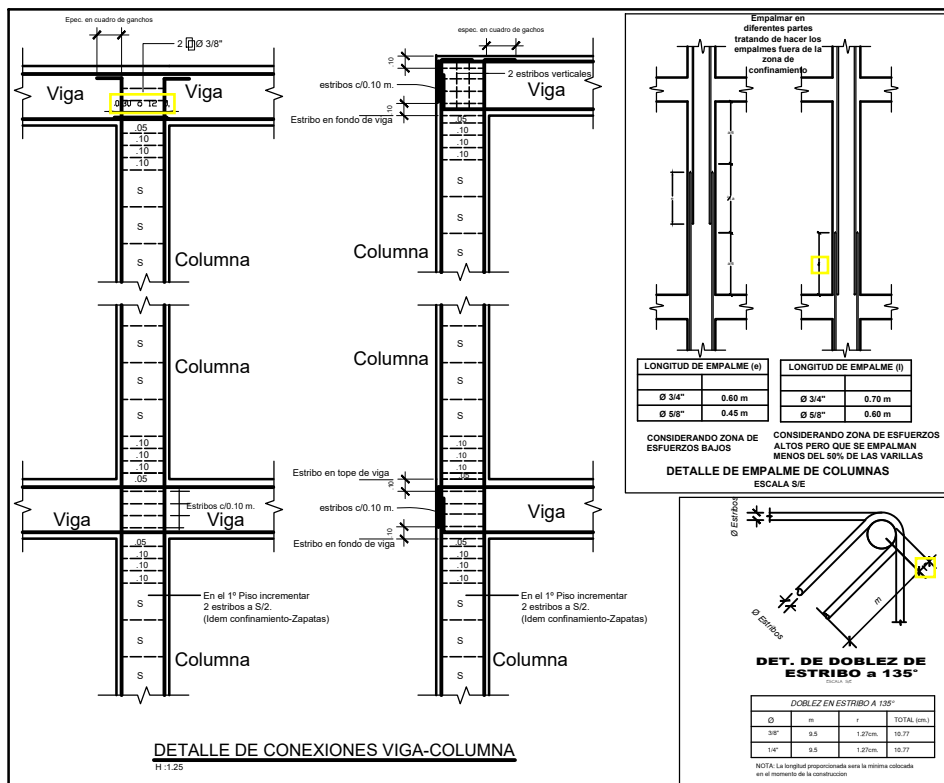 Epec. en cuadro de ganchos
2 Ø 3/8"
Viga
Viga
.05
.10
.10
.10
S
S
S
Columna
Columna
S
S
S
.10
.10
.10
.05
Estribos c/0.10 m.
Viga
Viga
.05
.10
.10
.10
S
S
S
En el 1º Piso incrementar
2 estribos a S/2.
(Idem confinamiento-Zapatas)
Columna
espec. en cuadro de gachos
.10
2 estribos verticales
estribos c/0.10 m.
Viga
.10
Estribo en fondo de viga
.05
.10
.10
.10
S
S
S
Columna
Columna
S
S
S
.10
.10
.10
.05
Estribo en tope de viga
.10
estribos c/0.10 m.
Viga
.10
Estribo en fondo de viga
.05
.10
.10
.10
S
S
S
En el 1º Piso incrementar
2 estribos a S/2.
(Idem confinamiento-Zapatas)
Columna
DETALLE DE CONEXIONES VIGA-COLUMNA
H :1.25
Empalmar en
diferentes partes
tratando de hacer los
empalmes fuera de la
zona de
confinamiento
LONGITUD DE EMPALME (e)
Ø 3/4" 0.60 m
Ø 5/8" 0.45 m
CONSIDERANDO ZONA DE
ESFUERZOS BAJOS
LONGITUD DE EMPALME (l)
Ø 3/4" 0.70 m
Ø 5/8" 0.60 m
CONSIDERANDO ZONA DE ESFUERZOS
ALTOS PERO QUE SE EMPALMAN
MENOS DEL 50% DE LAS VARILLAS
DETALLE DE EMPALME DE COLUMNAS
ESCALA S/E
Ø Estribos
Ø Estribos
m
DET. DE DOBLEZ DE
ESTRIBO a 135°
ESCALA S/E
DOBLEZ EN ESTRIBO A 135°
Ø m r TOTAL (cm.)
3/8" 9.5 1.27cm. 10.77
1/4" 9.5 1.27cm. 10.77
NOTA: La longitud proporcionada sera la minima colocada
en el momento de la construccion